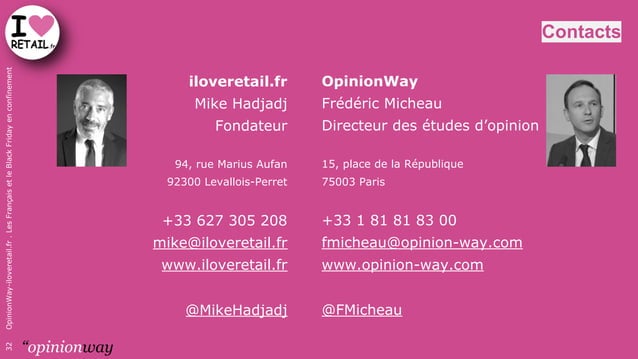 I
RETAIL.fr
Contacts
iloveretail.fr
Mike Hadjadj
Fondateur
94, rue Marius Aufan
92300 Levallois-Perret
+33 627 305 208
mike@iloveretail.fr
www.iloveretail.fr
@MikeHadjadj
OpinionWay
Frédéric Micheau
Directeur des études d’opinion
15, place de la République
75003 Paris
+33 1 81 81 83 00
fmicheau@opinion-way.com
www.opinion-way.com
@FMicheau
32 OpinionWay-iloveretail.fr . Les Français et le Black Friday en confinement
“opinionway